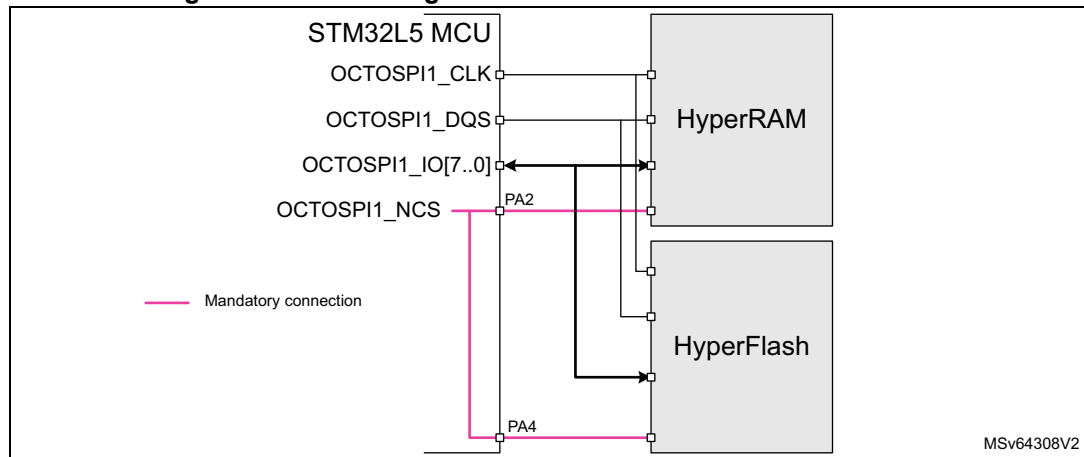 STM32L5 MCU
OCTOSPI1_CLK
OCTOSPI1_DQS
HyperRAM
OCTOSPI1_IO[7..0]
PA2
OCTOSPI1_NCS
Mandatory connection
HyperFlash
PA4
MSv64308V2